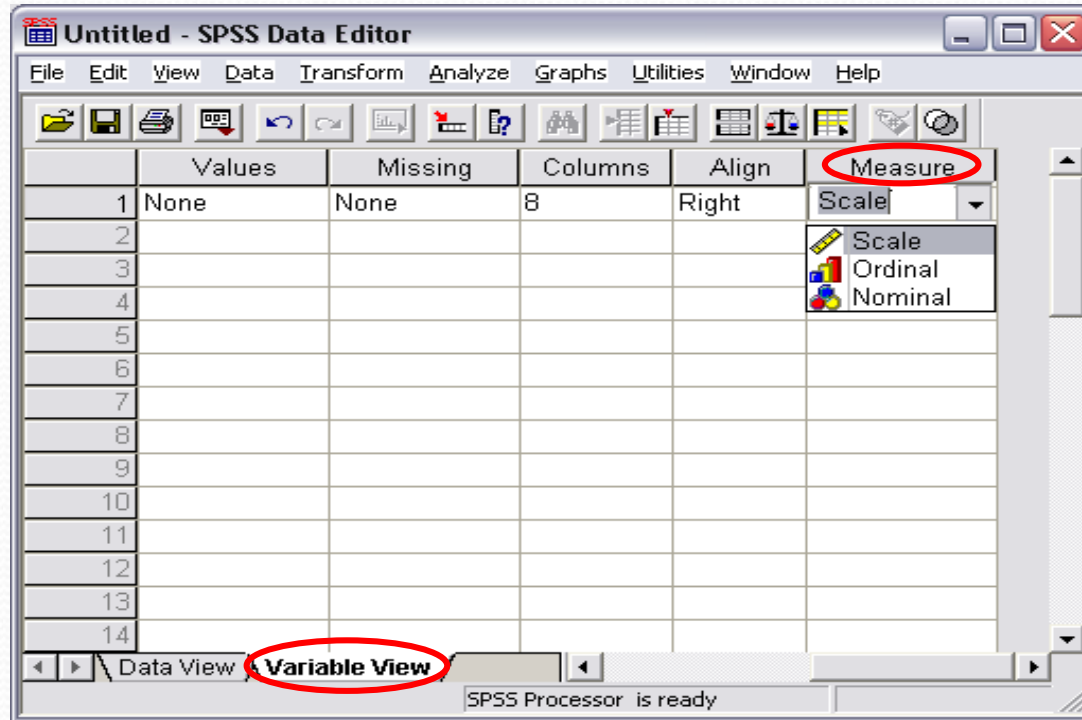 SPSS
Untitled - SPSS Data Editor
File Edit View Data Transform Analyze Graphs Utilities Window Help
Values Missing Columns Align Measure
1 None None 8 Right Scale
2 Scale
3 Ordinal
4 Nominal
5
6
7
8
9
10
11
12
13
14
Data View Variable View
SPSS Processor is ready